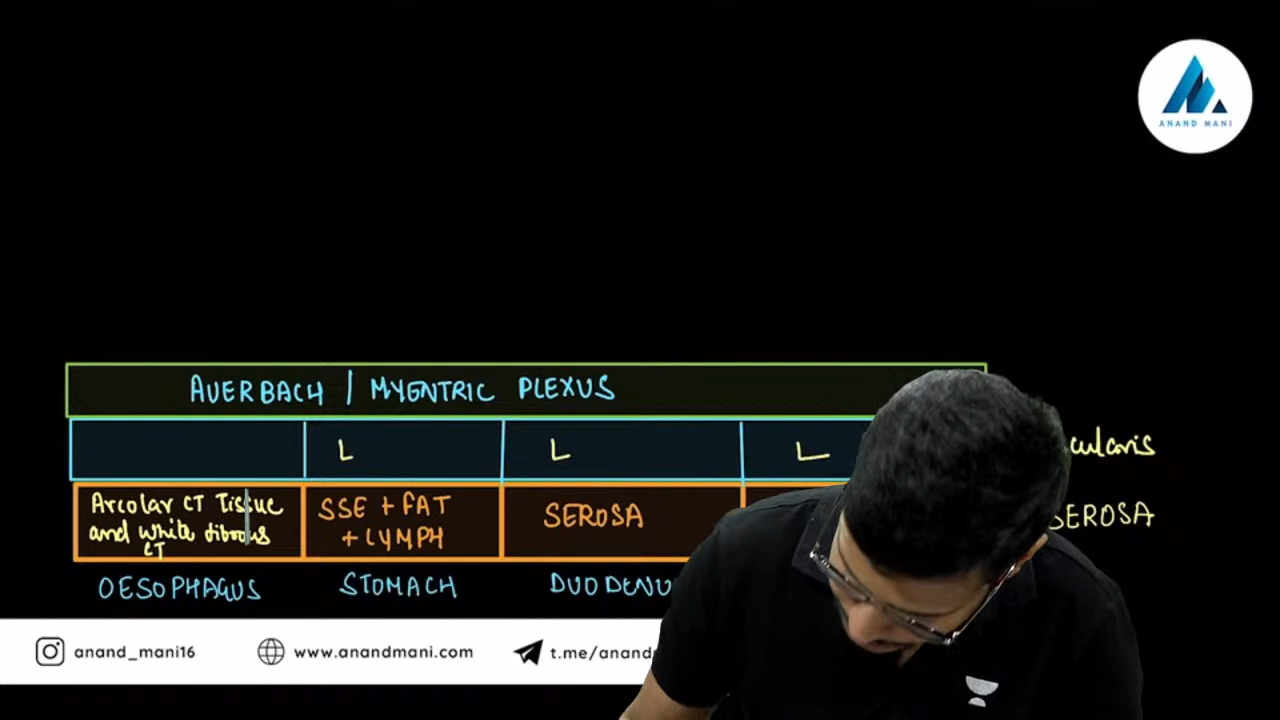 ANAND MANI
AUERBACH / MYENTRIC PLEXUS
L L L
Arcolar CT Tissue
and white fibrous
CT
SSE + FAT
+ LYMPH
SEROSA
SEROSA
OESOPHAGUS STOMACH
anand_mani16 www.anandmani.com